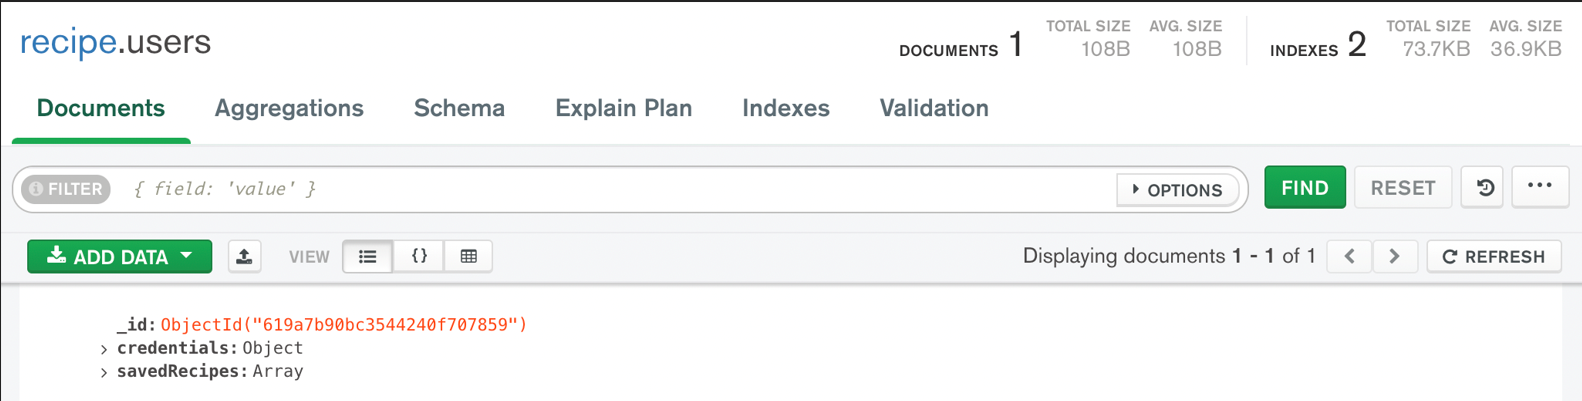 recipe.users
DOCUMENTS 1 TOTAL SIZE 108B AVG. SIZE 108B INDEXES 2 TOTAL SIZE 73.7KB AVG. SIZE 36.9KB
Documents Aggregations Schema Explain Plan Indexes Validation
FILTER { field: 'value' } OPTIONS FIND RESET ...
ADD DATA VIEW {} Displaying documents 1 - 1 of 1 < > REFRESH
_id: ObjectId("619a7b90bc3544240f707859")
> credentials: Object
> savedRecipes: Array